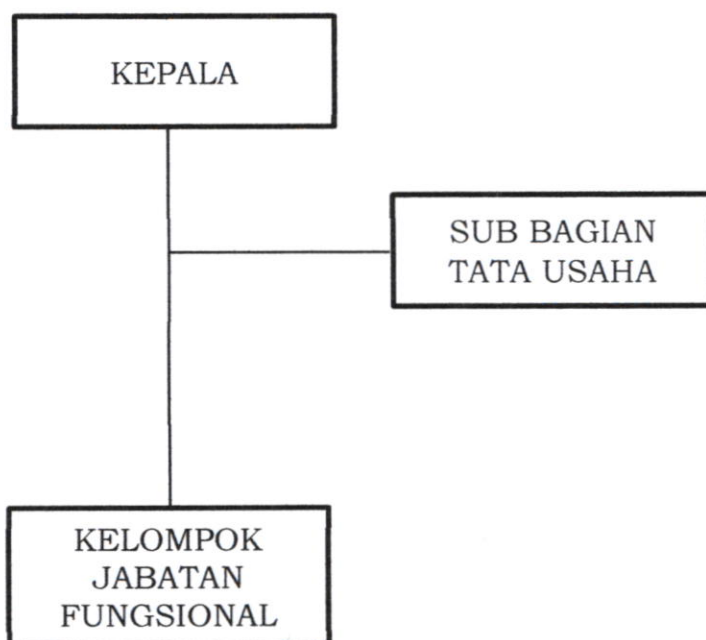 KEPALA
SUB BAGIAN
TATA USAHA
KELOMPOK
JABATAN
FUNGSIONAL